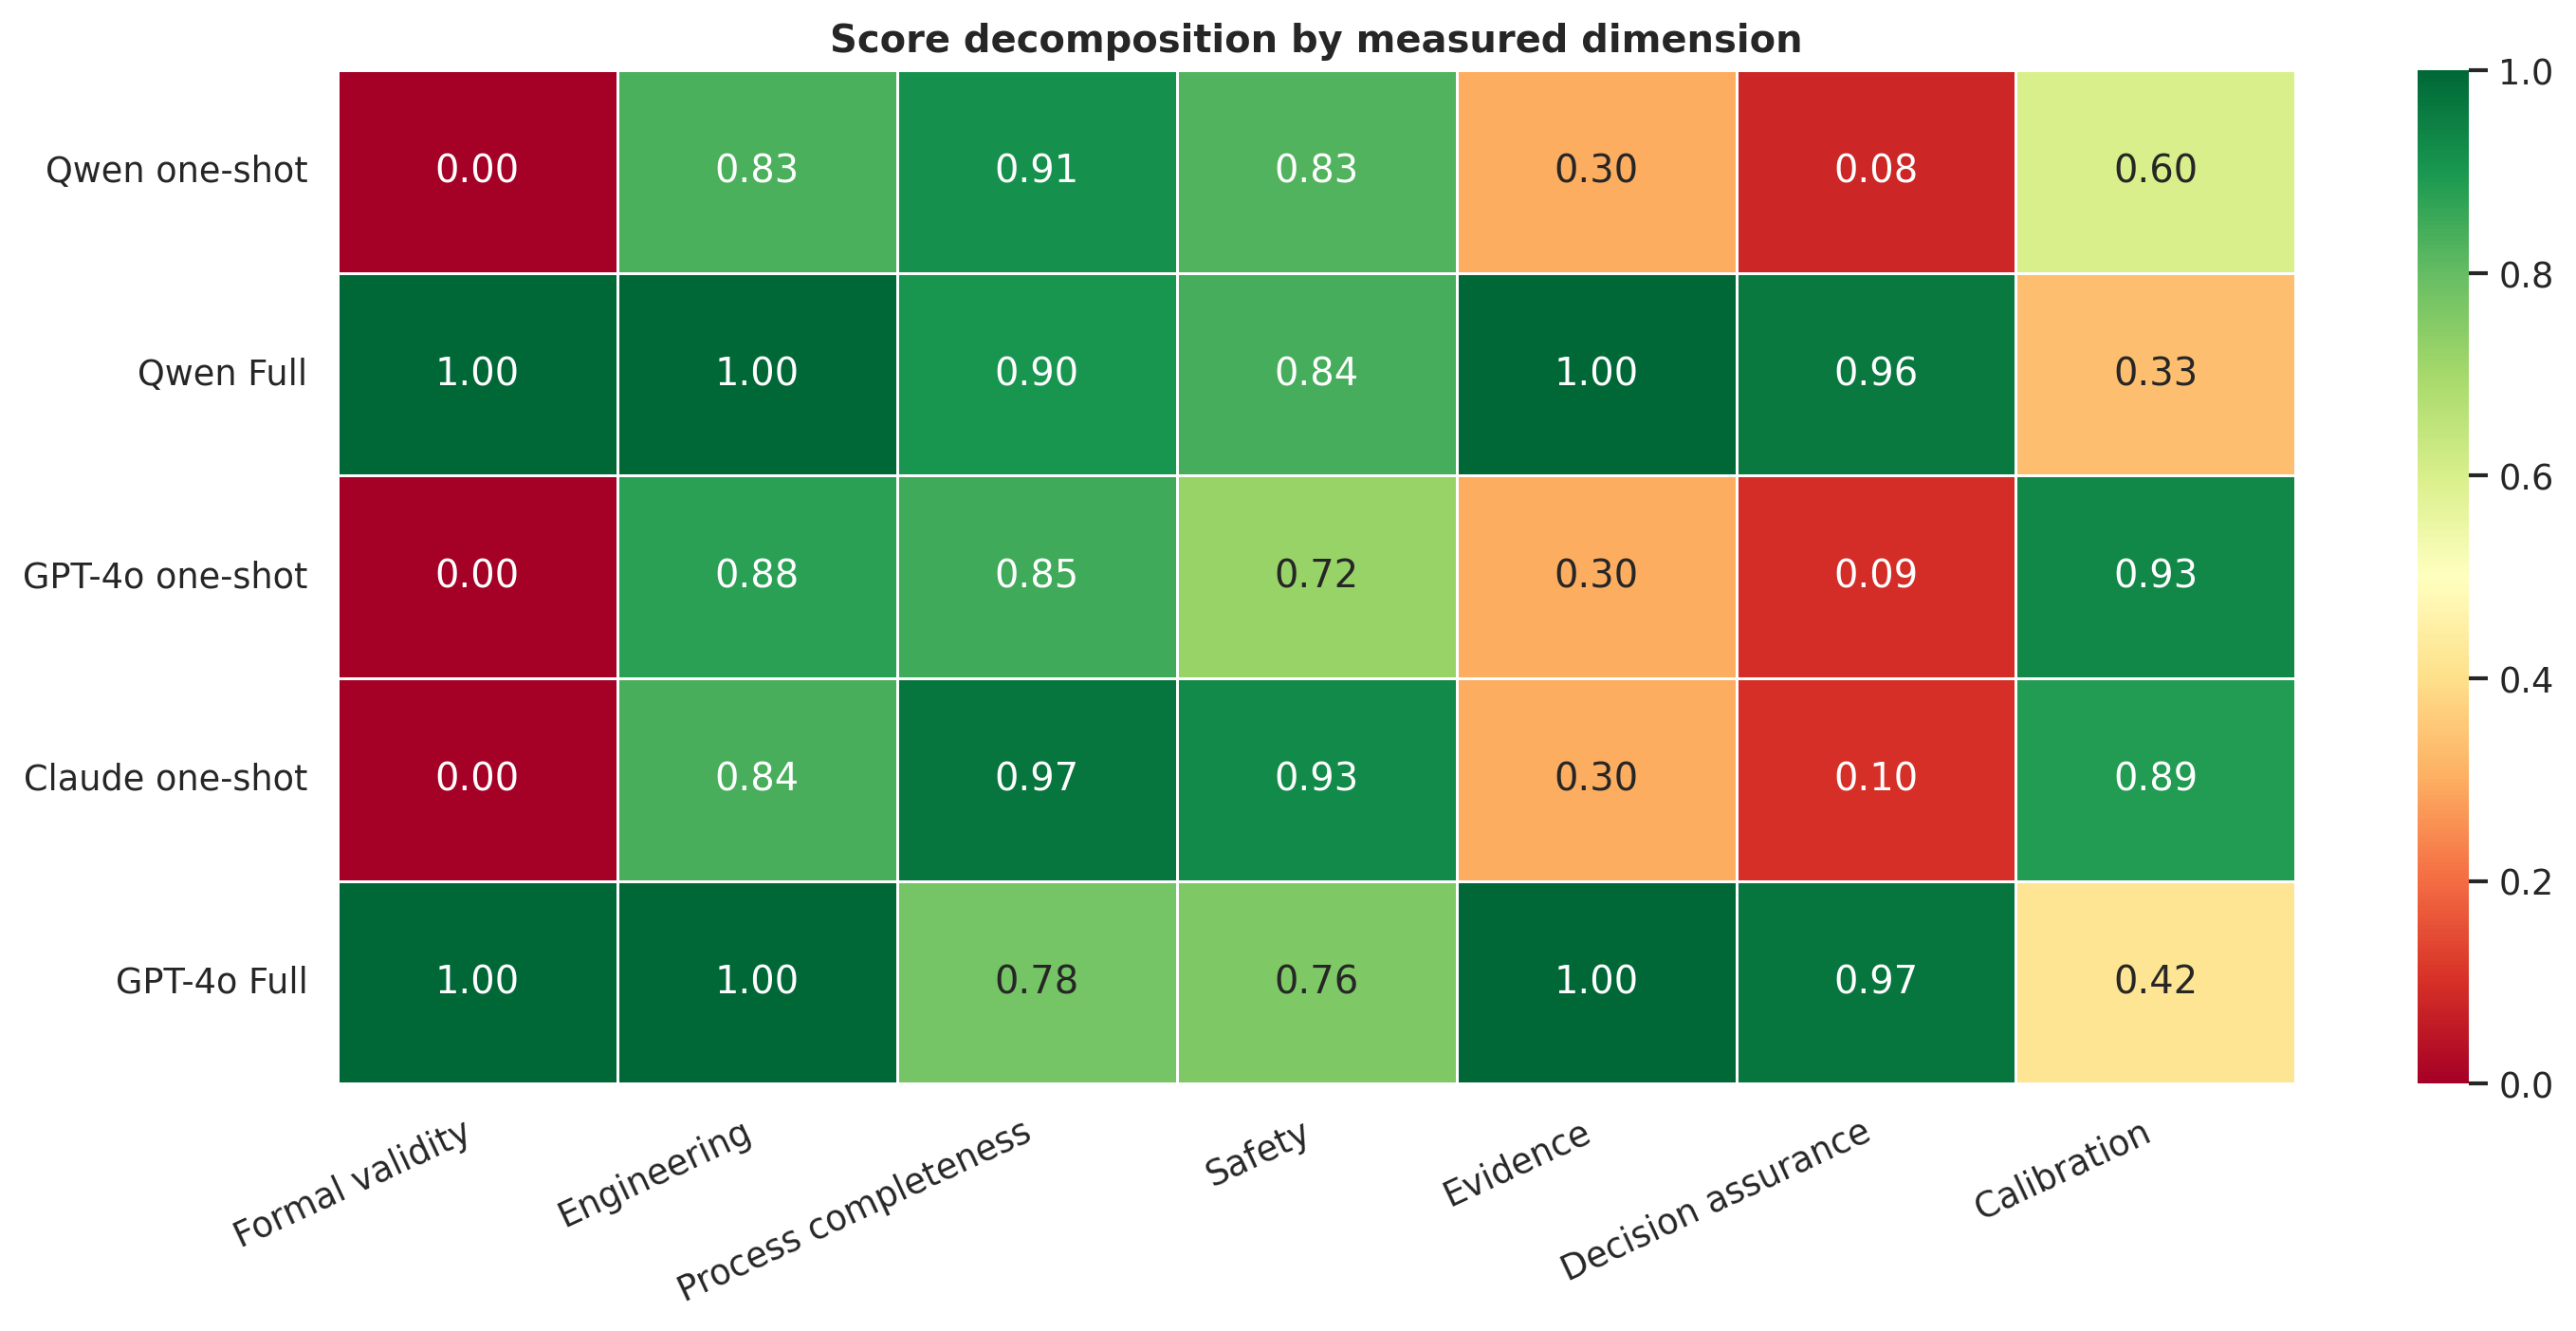 Score decomposition by measured dimension
Qwen one-shot 0.00 0.83 0.91 0.83 0.30 0.08 0.60
Qwen Full 1.00 1.00 0.90 0.84 1.00 0.96 0.33
GPT-4o one-shot 0.00 0.88 0.85 0.72 0.30 0.09 0.93
Claude one-shot 0.00 0.84 0.97 0.93 0.30 0.10 0.89
GPT-4o Full 1.00 1.00 0.78 0.76 1.00 0.97 0.42
Formal validity
Engineering
Process completeness
Safety
Evidence
Decision assurance
Calibration
1.0
0.8
0.6
0.4
0.2
0.0